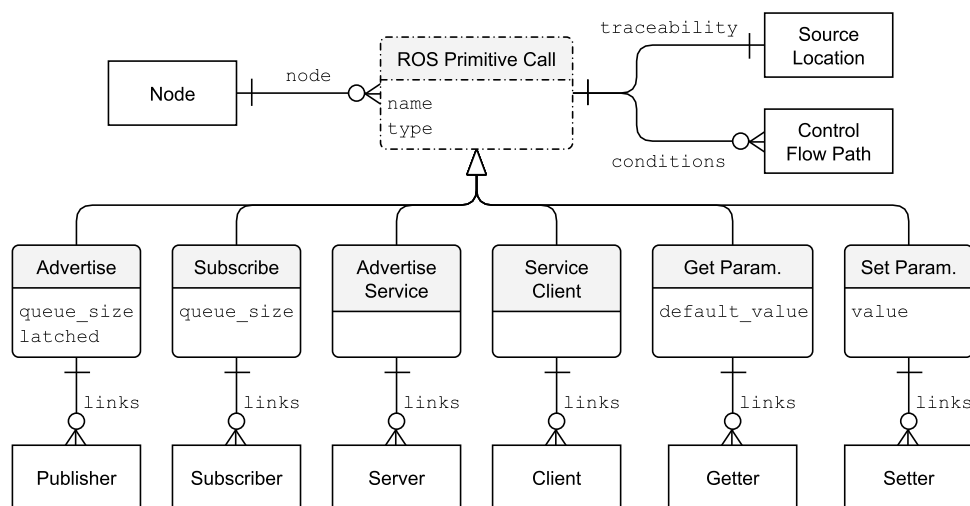 traceability
Source
Location
ROS Primitive Call
node
Node
name
type
Control
Flow Path
conditions
Advertise
Subscribe
Advertise
Service
Service
Client
Get Param.
Set Param.
queue_size
latched
queue_size
default_value
value
links
links
links
links
links
links
Publisher
Subscriber
Server
Client
Getter
Setter